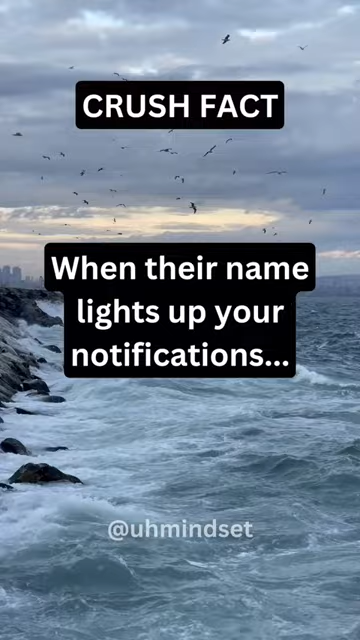 CRUSH FACT
When their name
lights up your
notifications...
@uhmindset